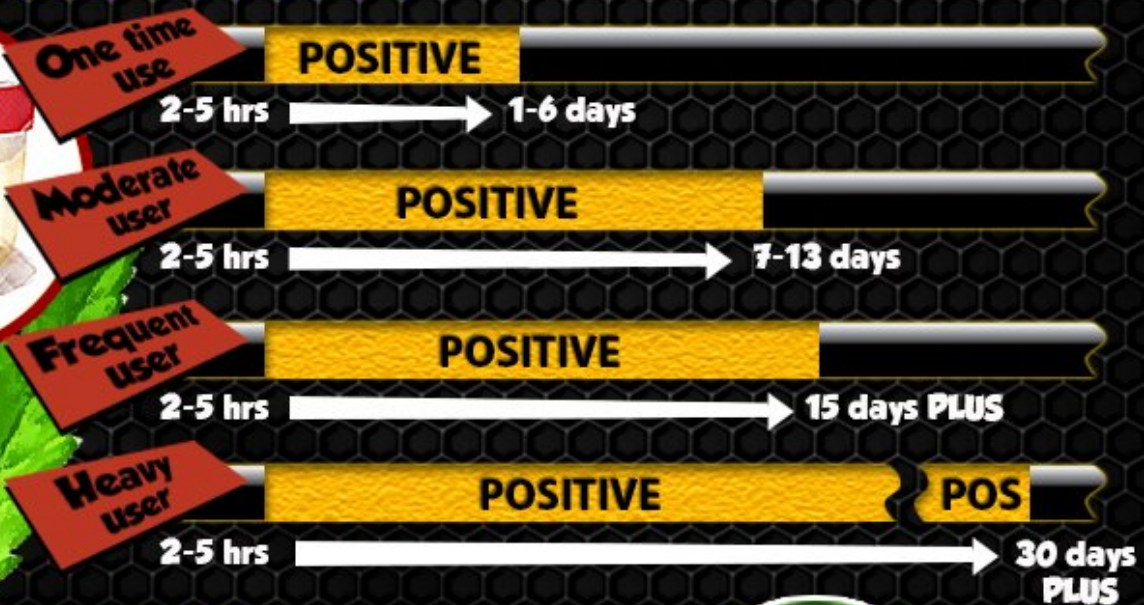 One time
use
POSITIVE
2-5 hrs 1-6 days
Moderate
user
POSITIVE
2-5 hrs 7-13 days
Frequent
user
POSITIVE
2-5 hrs 15 days PLUS
Heavy
user
POSITIVE POS
2-5 hrs 30 days
PLUS